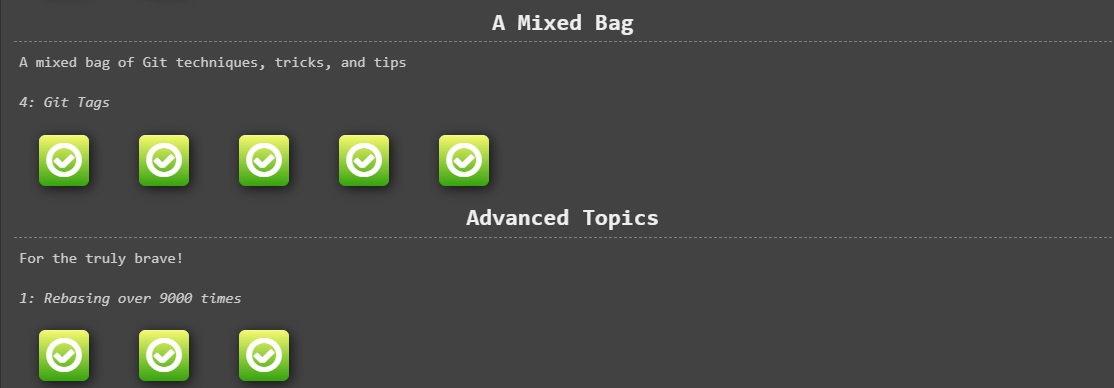 A Mixed Bag
A mixed bag of Git techniques, tricks, and tips
4: Git Tags
Advanced Topics
For the truly brave!
1: Rebasing over 9000 times